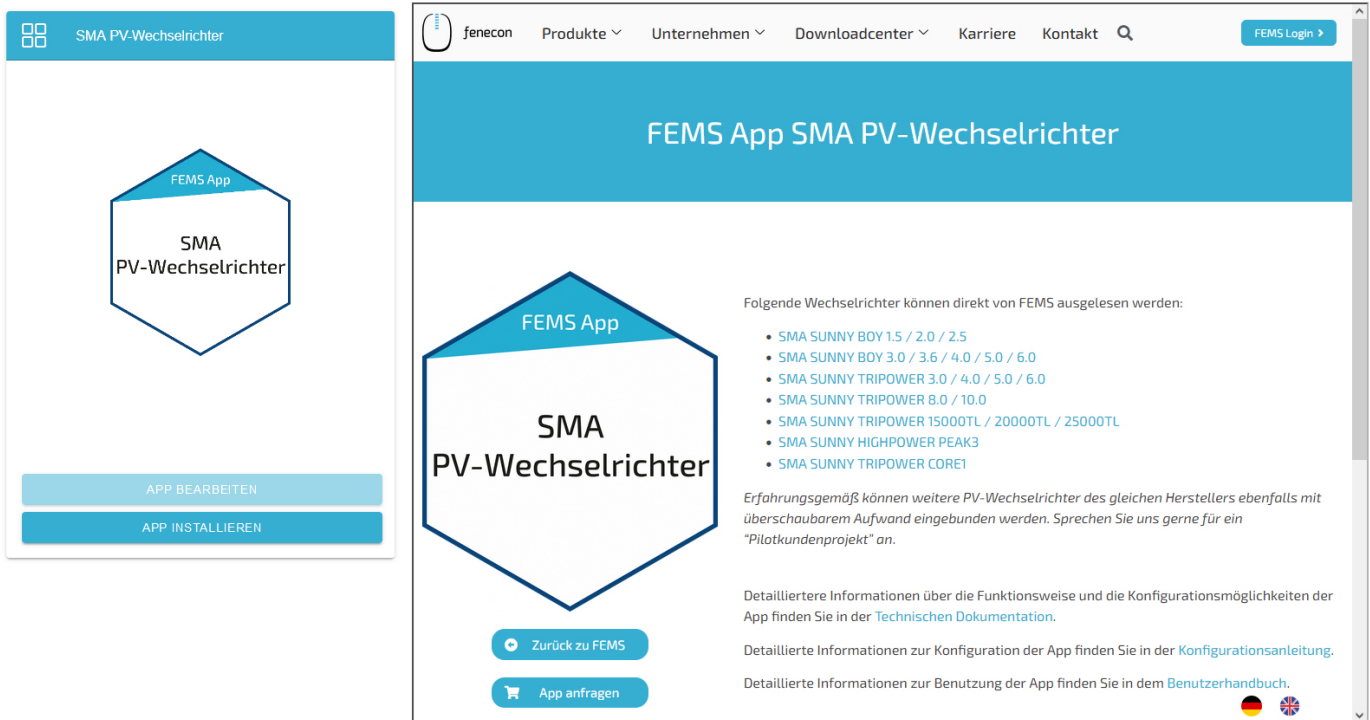 SMA PV-Wechselrichter
FEMS App
SMA
PV-Wechselrichter
APP BEARBEITEN
APP INSTALLIEREN
fenecon Produkte Unternehmen Downloadcenter Karriere Kontakt FEMS Login
FEMS App SMA PV-Wechselrichter
FEMS App
SMA
PV-Wechselrichter
Zurück zu FEMS
App anfragen
Folgende Wechselrichter können direkt von FEMS ausgelesen werden:
• SMA SUNNY BOY 1.5 / 2.0 / 2.5
• SMA SUNNY BOY 3.0 / 3.6 / 4.0 / 5.0 / 6.0
• SMA SUNNY TRIPOWER 3.0 / 4.0 / 5.0 / 6.0
• SMA SUNNY TRIPOWER 8.0 / 10.0
• SMA SUNNY TRIPOWER 15000TL / 20000TL / 25000TL
• SMA SUNNY HIGHPOWER PEAK3
• SMA SUNNY TRIPOWER CORE1
Erfahrungsgemäß können weitere PV-Wechselrichter des gleichen Herstellers ebenfalls mit
überschaubarem Aufwand eingebunden werden. Sprechen Sie uns gerne für ein
“Pilotkundenprojekt” an.
Detailliertere Informationen über die Funktionsweise und die Konfigurationsmöglichkeiten der
App finden Sie in der Technischen Dokumentation.
Detaillierte Informationen zur Konfiguration der App finden Sie in der Konfigurationsanleitung.
Detaillierte Informationen zur Benutzung der App finden Sie in dem Benutzerhandbuch.